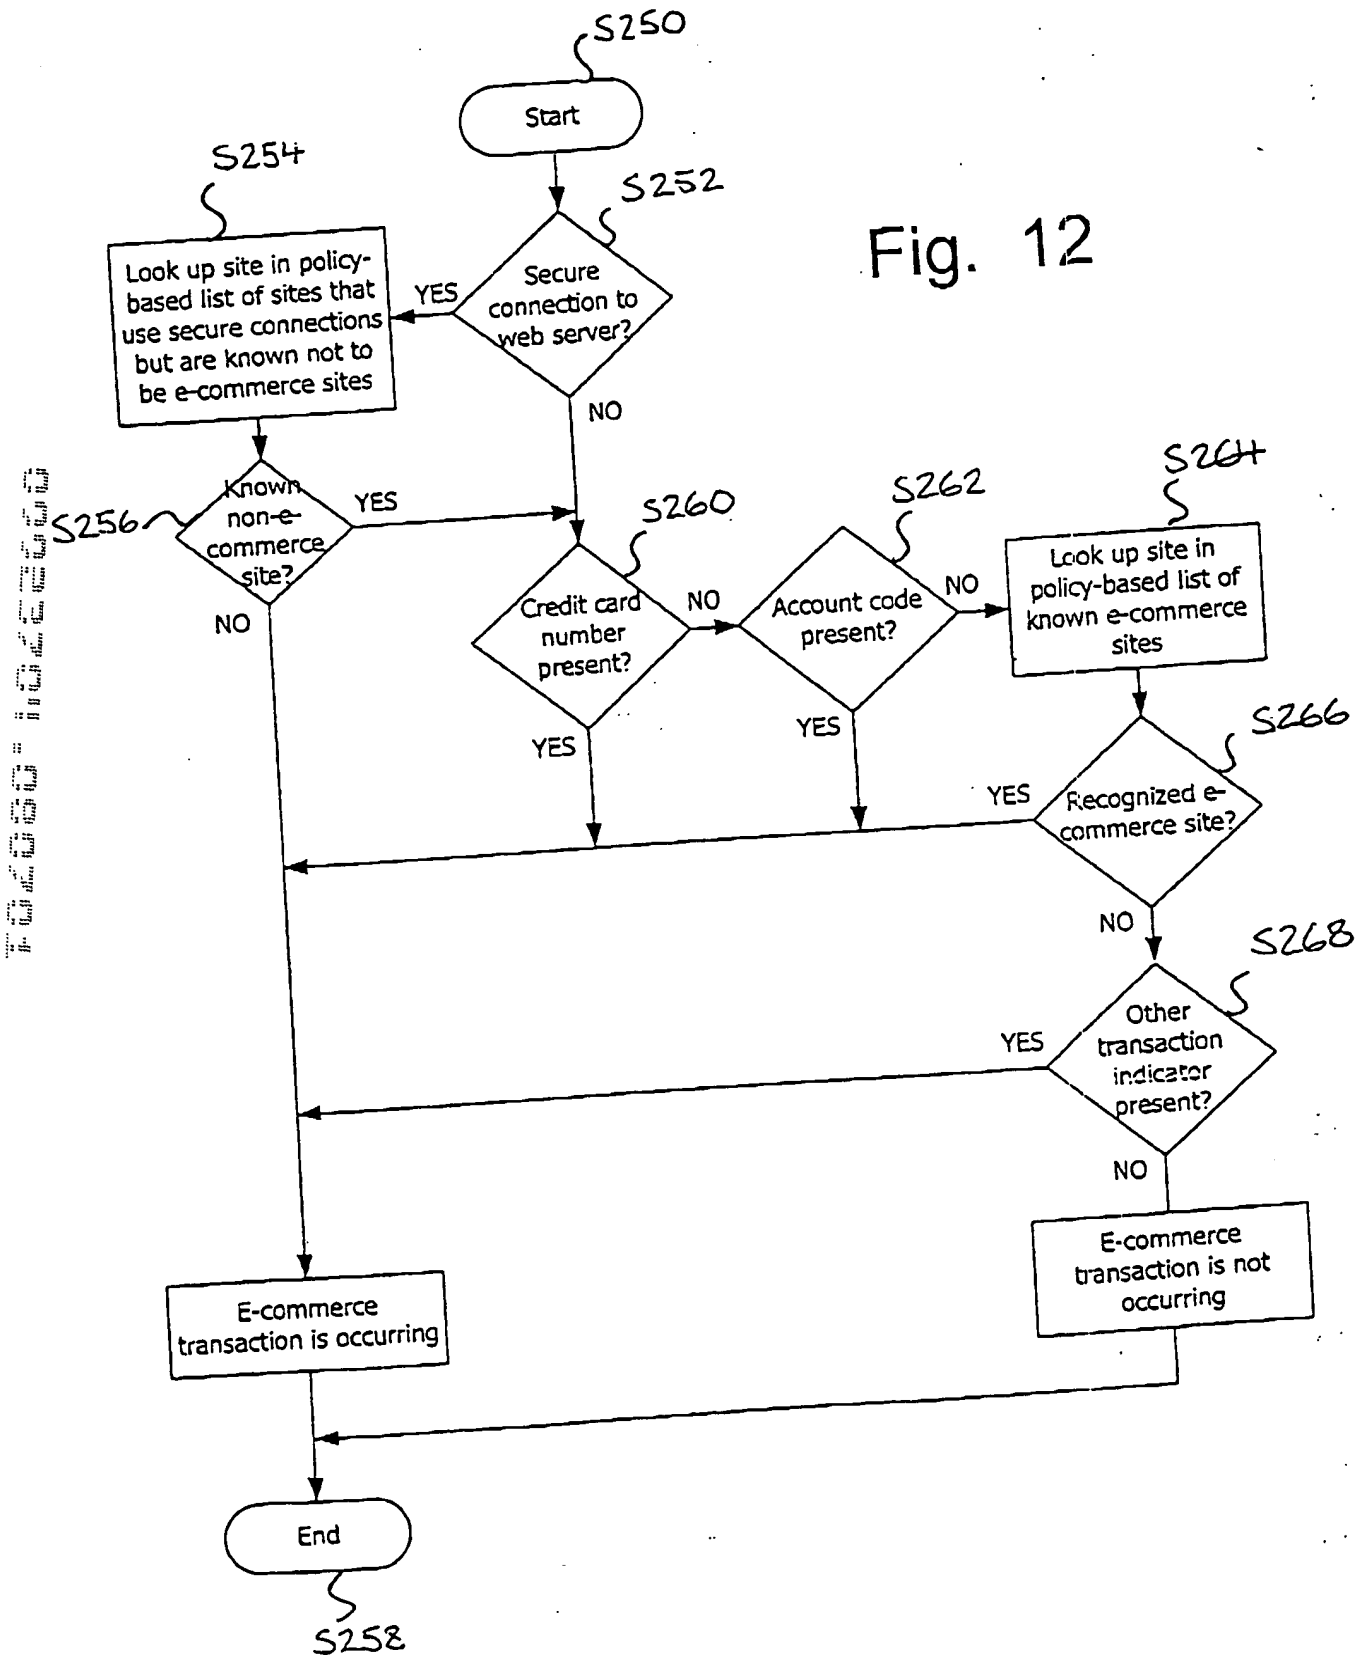 S250
Start
S254
S252
Fig. 12
Look up site in policy-
based list of sites that
use secure connections
but are known not to
be e-commerce sites
YES
Secure
connection to
web server?
NO
S264
S256
Known
non-e-
commerce
site?
YES
S260
S262
NO
Credit card
number
present?
NO
Account code
present?
NO
Look up site in
policy-based list of
known e-commerce
sites
YES
YES
S266
YES
Recognized e-
commerce site?
NO
S268
YES
Other
transaction
indicator
present?
NO
E-commerce
transaction is not
occurring
E-commerce
transaction is occurring
End
S258